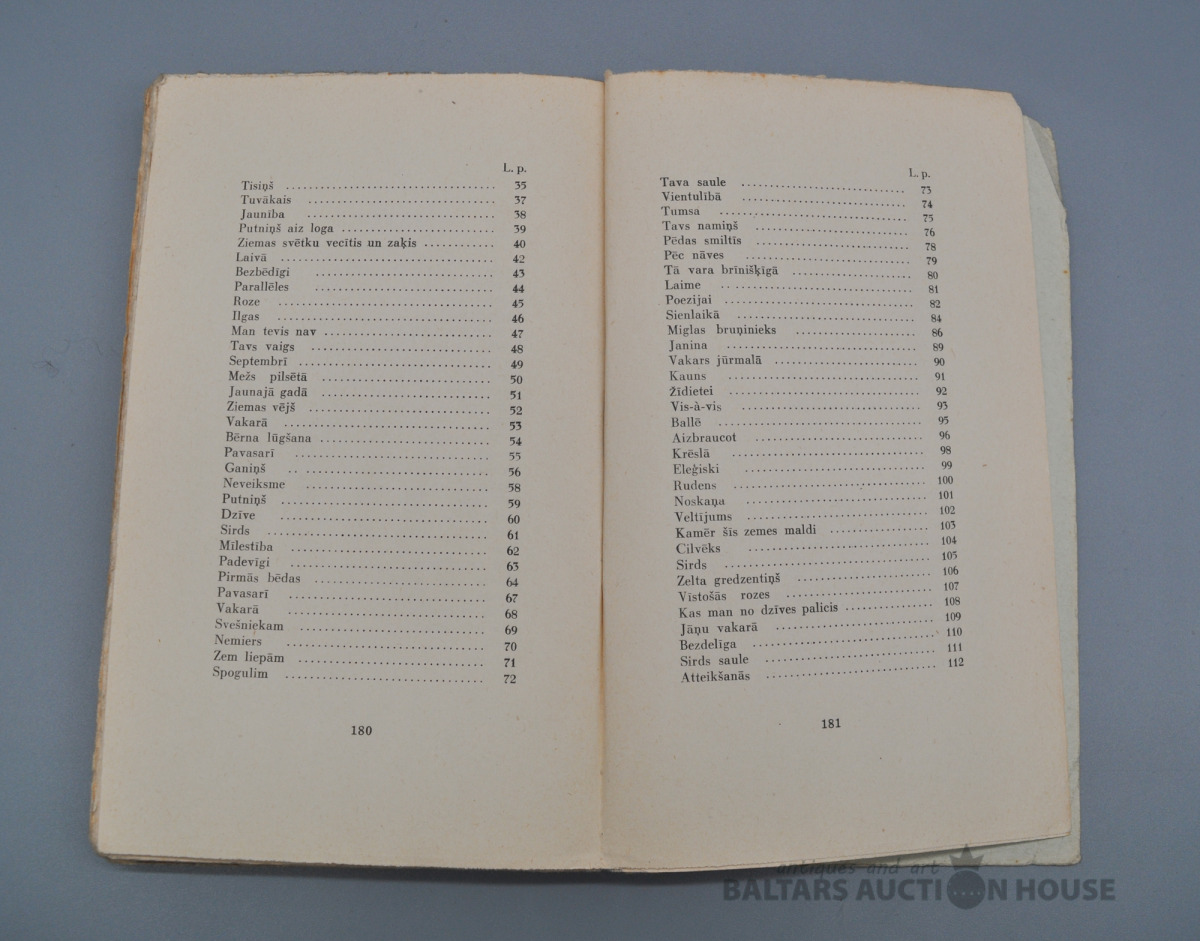 L. p.
Tisiņš 35
Tuvākais 37
Jaunība 38
Putniņš aiz loga 39
Ziemas svētku vecītis un zaķis 40
Laivā 42
Bezbēdīgi 43
Parallēles 44
Roze 45
Ilgas 46
Man tevis nav 47
Tavs vaigs 48
Septembrī 49
Mežs pilsētā 50
Jaunajā gadā 51
Ziemas vējš 52
Vakarā 53
Bērna lūgšana 54
Pavasarī 55
Ganiņš 56
Neveiksme 58
Putniņš 59
Dzīve 60
Sirds 61
Mīlestība 62
Padevīgi 63
Pirmās bēdas 64
Pavasarī 67
Vakarā 68
Svešniekam 69
Nemiers 70
Zem liepām 71
Spogulim 72
180
L. p.
Tava saule 73
Vientulībā 74
Tumsa 75
Tavs namiņš 76
Pēdas smiltīs 78
Pēc nāves 79
Tā vara brīnišķīgā 80
Laime 81
Poezijai 82
Sienlaikā 84
Miglas bruņinieks 86
Janina 89
Vakars jūrmalā 90
Kauns 91
Žīdietei 92
Vis-à-vis 93
Ballē 95
Aizbraucot 96
Krēslā 98
Eleģiski 99
Rudens 100
Noskaņa 101
Veltījums 102
Kamēr šīs zemes maldi 103
Cilvēks 104
Sirds 105
Zelta gredzentiņš 106
Vīstošās rozes 107
Kas man no dzīves palicis 108
Jāņu vakarā 109
Bezdelīga 110
Sirds saule 111
Atteikšanās 112
181
antiques and art
BALTARS AUCTION HOUSE